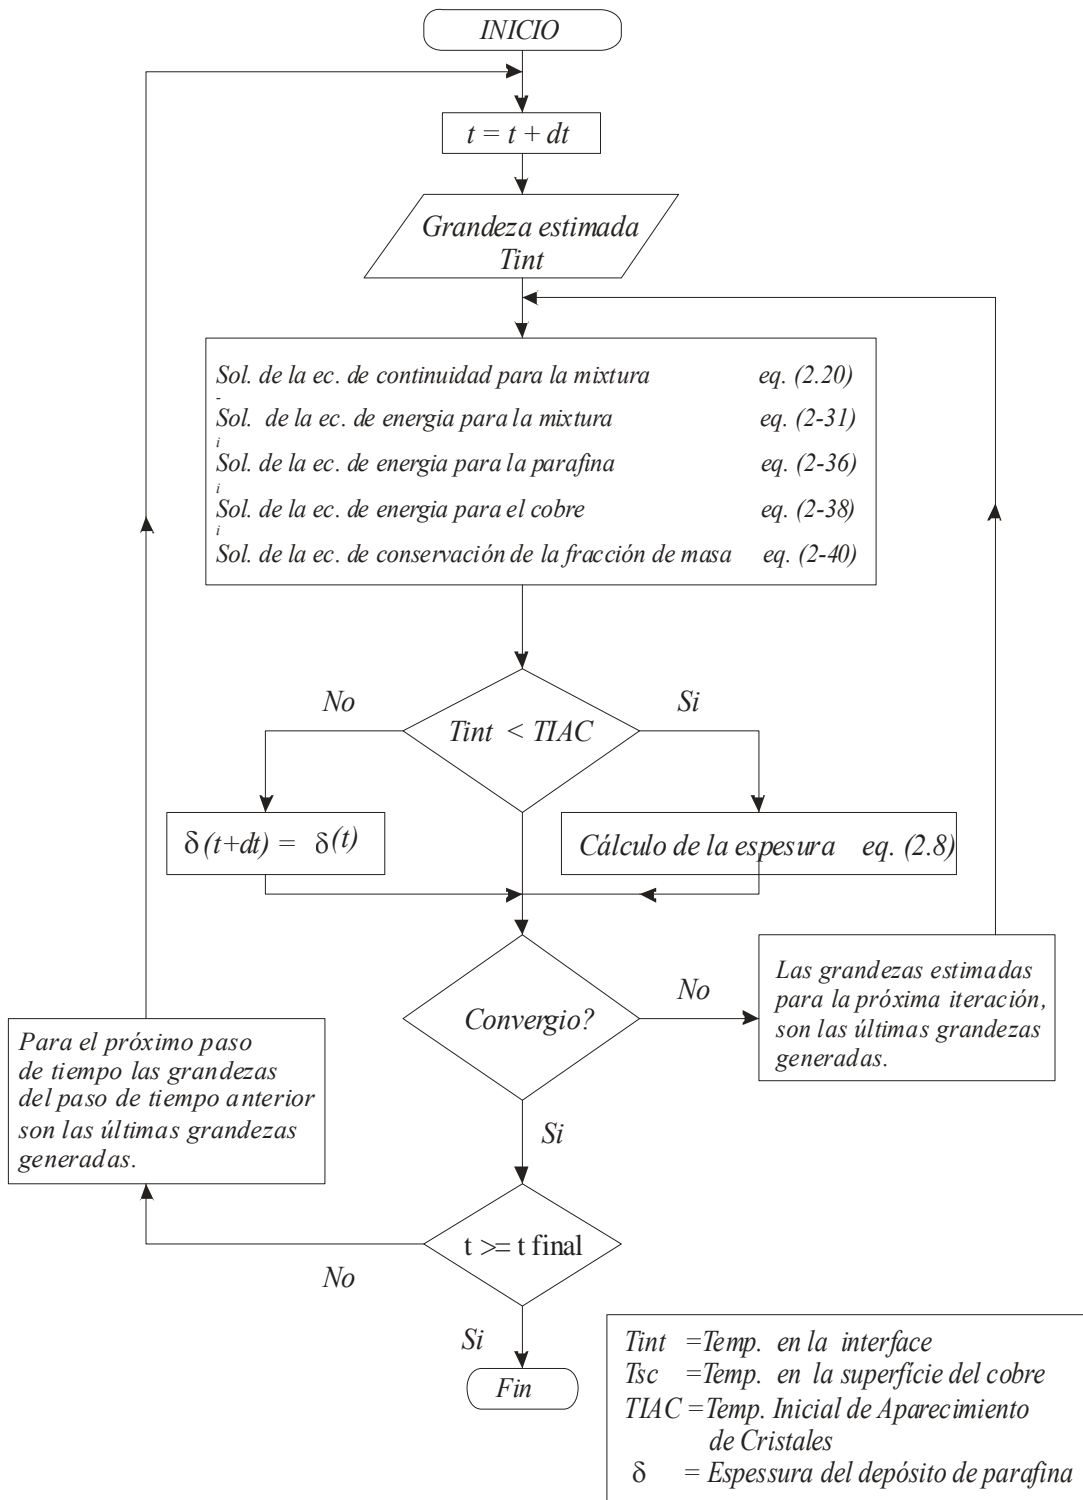 INICIO
t = t + dt
Grandeza estimada
Tint
Sol. de la ec. de continuidad para la mixtura eq. (2.20)
-
Sol. de la ec. de energia para la mixtura eq. (2-31)
i
Sol. de la ec. de energia para la parafina eq. (2-36)
i
Sol. de la ec. de energia para el cobre eq. (2-38)
i
Sol. de la ec. de conservación de la fracción de masa eq. (2-40)
No
Si
Tint < TIAC
δ(t+dt) = δ(t)
Cálculo de la espesura eq. (2.8)
Convergio?
No
Las grandezas estimadas
para la próxima iteración,
son las últimas grandezas
generadas.
Para el próximo paso
de tiempo las grandezas
del paso de tiempo anterior
son las últimas grandezas
generadas.
Si
t >= t final
No
Si
Fin
Tint =Temp. en la interface
Tsc =Temp. en la superfície del cobre
TIAC =Temp. Inicial de Aparecimiento
de Cristales
δ = Espessura del depósito de parafina